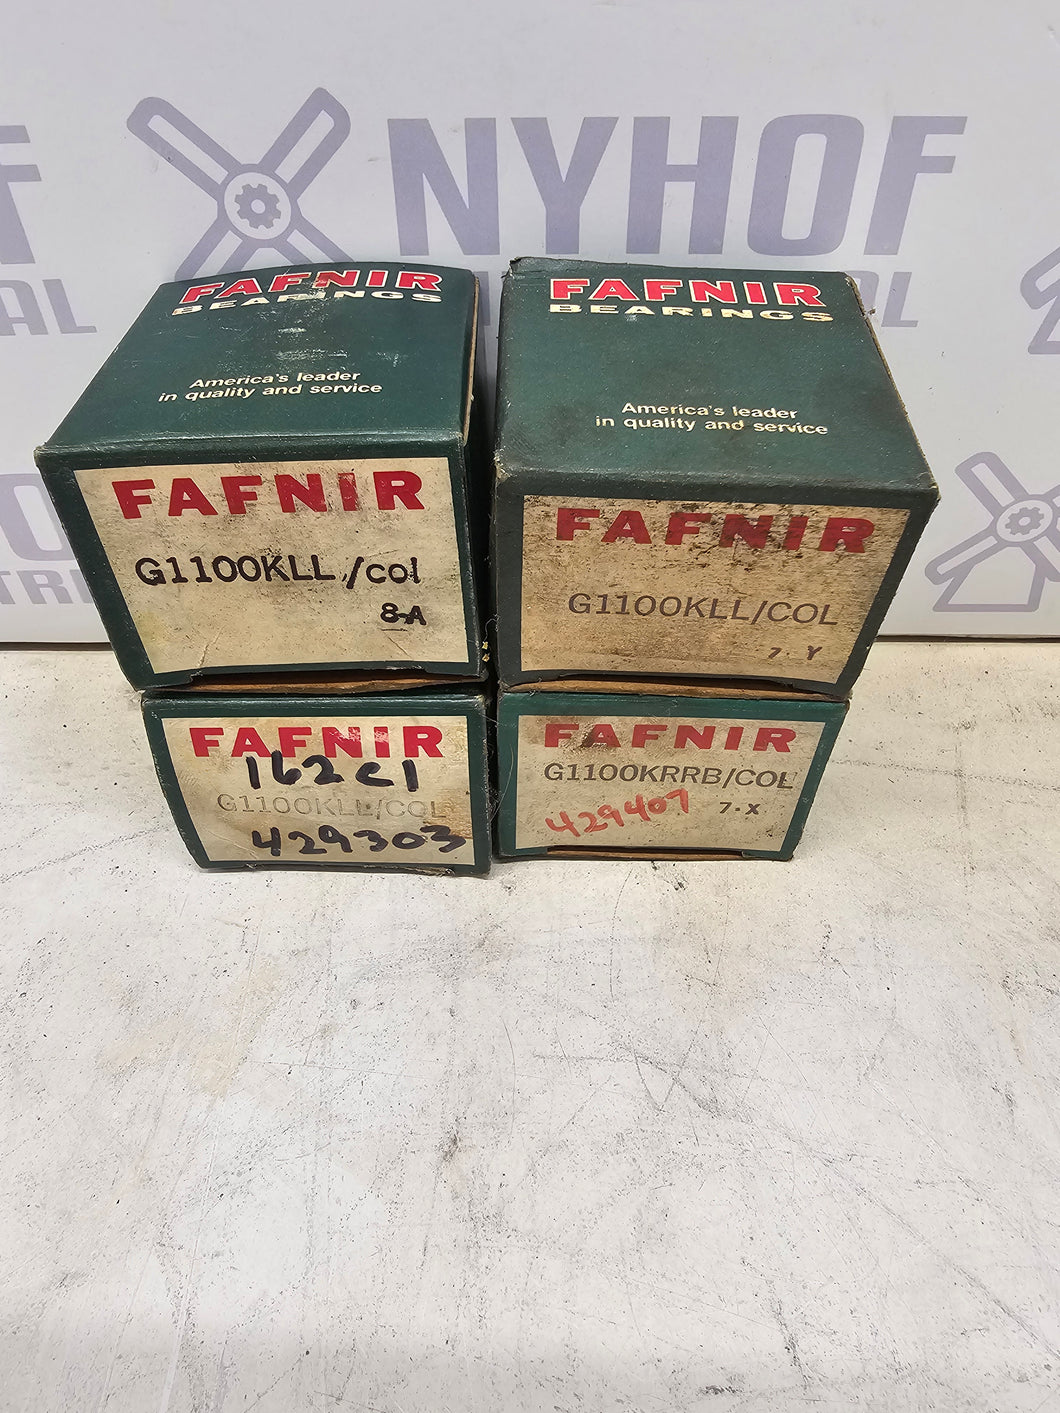 NYHOF
FAFNIR
BEARINGS
America's leader
in quality and service
FAFNIR
G1100KLL/col
8-A
FAFNIR
BEARINGS
America's leader
in quality and service
FAFNIR
G1100KLL/COL
7. Y
FAFNIR
162C1
G1100KLL/COL
429303
FAFNIR
G1100KRRB/COL
429407 7-X